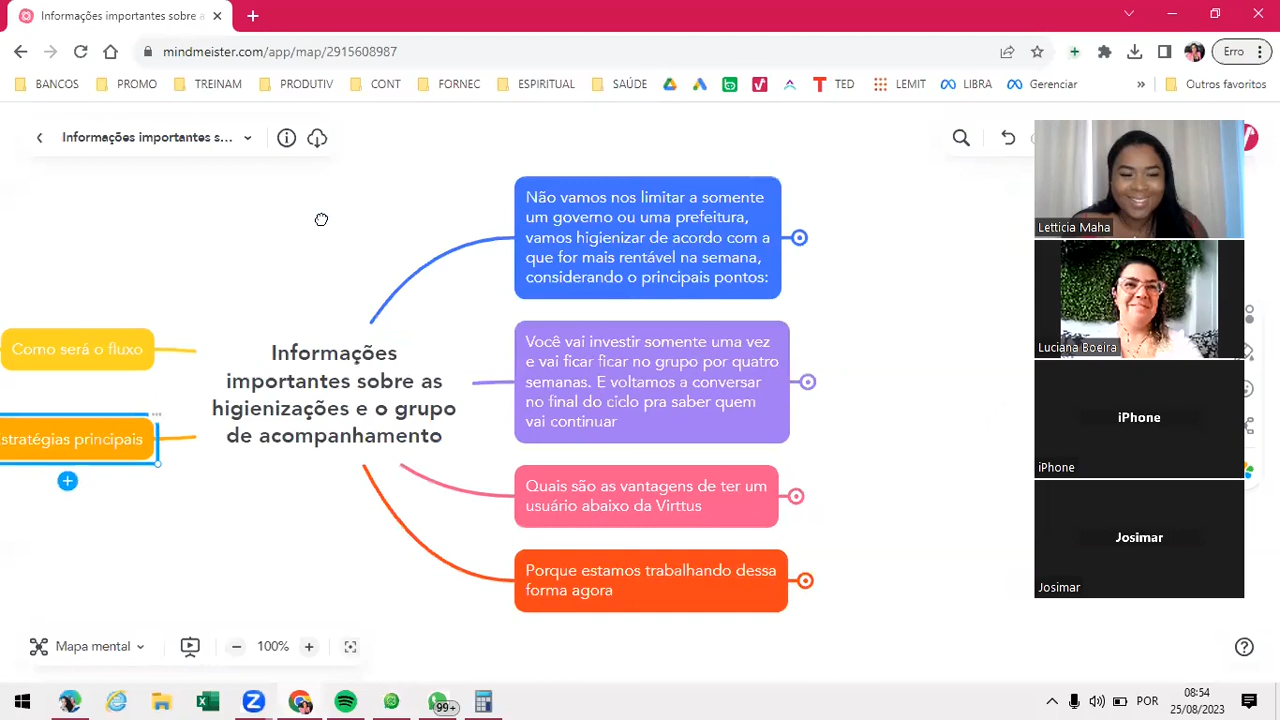 Informações importantes sobre a
mindmeister.com/app/map/2915608987
Erro
BANCOS
PROMO
TREINAM
PRODUTIV
CONT
FORNEC
ESPIRITUAL
SAÚDE
TED
LEMIT
LIBRA
Gerenciar
»
Outros favoritos
Informações importantes s...
Não vamos nos limitar a somente
um governo ou uma prefeitura,
vamos higienizar de acordo com a
que for mais rentável na semana,
considerando o principais pontos:
Você vai investir somente uma vez
e vai ficar ficar no grupo por quatro
semanas. E voltamos a conversar
no final do ciclo pra saber quem
vai continuar
Quais são as vantagens de ter um
usuário abaixo da Virttus
Porque estamos trabalhando dessa
forma agora
Como será o fluxo
stratégias principais
Informações
importantes sobre as
higienizações e o grupo
de acompanhamento
Letticia Maha
Luciana Boeira
iPhone
iPhone
Josimar
Josimar
Mapa mental
100%
99+
POR
08:54
25/08/2023